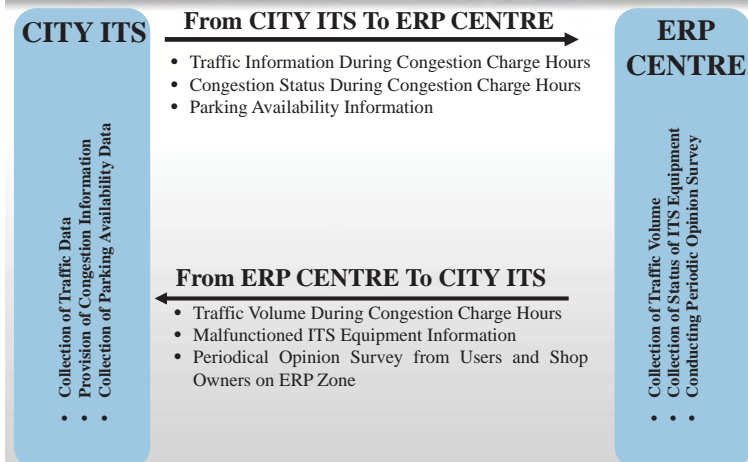 CITY ITS
From CITY ITS To ERP CENTRE
• Traffic Information During Congestion Charge Hours
• Congestion Status During Congestion Charge Hours
• Parking Availability Information
ERP
CENTRE
• Collection of Traffic Data
• Provision of Congestion Information
• Collection of Parking Availability Data
From ERP CENTRE To CITY ITS
• Traffic Volume During Congestion Charge Hours
• Malfunctioned ITS Equipment Information
• Periodical Opinion Survey from Users and Shop
Owners on ERP Zone
• Collection of Traffic Volume
• Collection of Status of ITS Equipment
• Conducting Periodic Opinion Survey